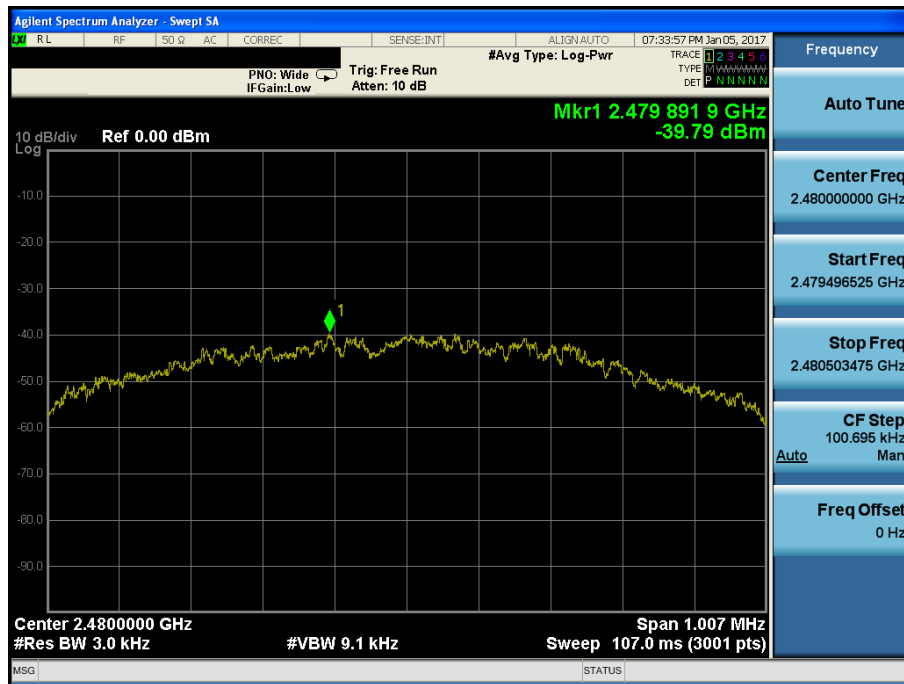 Agilent Spectrum Analyzer - Swept SA
LXI RL RF 50 Ω AC CORREC SENSE:INT ALIGN AUTO 07:33:57 PM Jan 05, 2017
#Avg Type: Log-Pwr TRACE 1 2 3 4 5 6
PNO: Wide Trig: Free Run TYPE M WWWWW
IFGain:Low Atten: 10 dB DET P N N N N N
Mkr1 2.479 891 9 GHz
-39.79 dBm
10 dB/div Ref 0.00 dBm
Log
-10.0
-20.0
-30.0
1
-40.0
-50.0
-60.0
-70.0
-80.0
-90.0
Center 2.4800000 GHz Span 1.007 MHz
#Res BW 3.0 kHz #VBW 9.1 kHz Sweep 107.0 ms (3001 pts)
MSG STATUS
Frequency
Auto Tune
Center Freq
2.480000000 GHz
Start Freq
2.479496525 GHz
Stop Freq
2.480503475 GHz
CF Step
100.695 kHz
Auto Man
Freq Offset
0 Hz